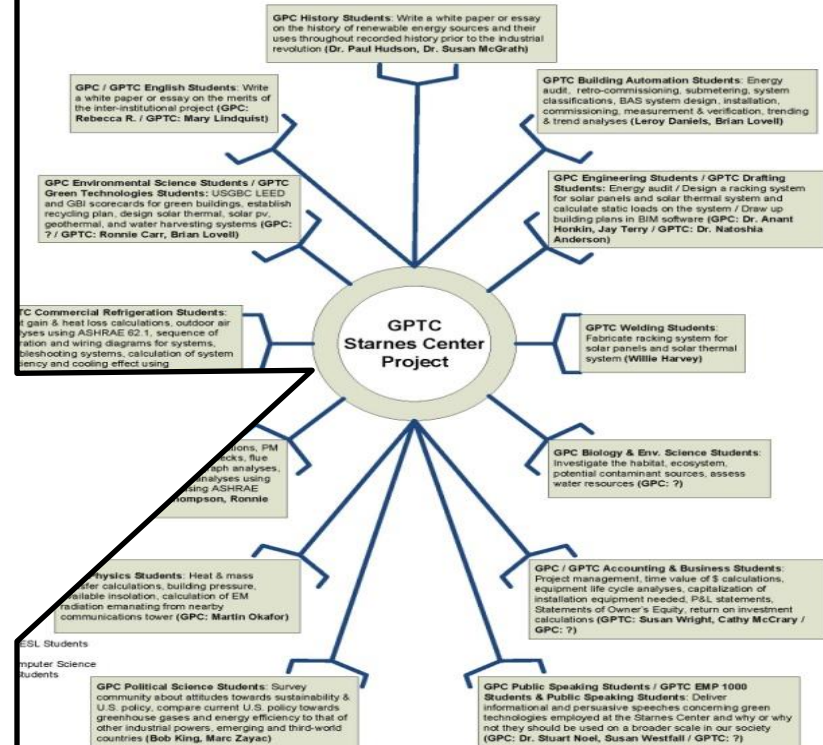 GPC History Students: Write a white paper or essay
on the history of renewable energy sources and their
uses throughout recorded history prior to the industrial
revolution (Dr. Paul Hudson, Dr. Susan McGrath)
GPC / GPTC English Students: Write
a white paper or essay on the merits of
the inter-institutional project (GPC:
Rebecca R. / GPTC: Mary Lindquist)
GPTC Building Automation Students: Energy
audit, retro-commissioning, submetering, system
classifications, BAS system design, installation,
commissioning, measurement & verification, trending
& trend analyses (Leroy Daniels, Brian Lovell)
GPC Environmental Science Students / GPTC
Green Technologies Students: USGBC LEED
and GBI scorecards for green buildings, establish
recycling plan, design solar thermal, solar pv,
geothermal, and water harvesting systems (GPC:
? / GPTC: Ronnie Carr, Brian Lovell)
GPC Engineering Students / GPTC Drafting
Students: Energy audit / Design a racking system
for solar panels and solar thermal system and
calculate static loads on the system / Draw up
building plans in BIM software (GPC: Dr. Anant
Honkin, Jay Terry / GPTC: Dr. Natoshia
Anderson)
TC Commercial Refrigeration Students:
t gain & heat loss calculations, outdoor air
yses using ASHRAE 62.1, sequence of
ration and wiring diagrams for systems,
bleshooting systems, calculation of system
iency and cooling effect using
GPTC
Starnes Center
Project
GPTC Welding Students:
Fabricate racking system for
solar panels and solar thermal
system (Willie Harvey)
ions, PM
ecks, flue
raph analyses,
analyses using
using ASHRAE
ompson, Ronnie
GPC Biology & Env. Science Students:
Investigate the habitat, ecosystem,
potential contaminant sources, assess
water resources (GPC: ?)
Physics Students: Heat & mass
sfer calculations, building pressure,
ailable insolation, calculation of EM
radiation emanating from nearby
communications tower (GPC: Martin Okafor)
GPC / GPTC Accounting & Business Students:
Project management, time value of $ calculations,
equipment life cycle analyses, capitalization of
installation equipment needed, P&L statements,
Statements of Owner's Equity, return on investment
calculations (GPTC: Susan Wright, Cathy McCrary /
GPC: ?)
ESL Students
mputer Science
Students
GPC Political Science Students: Survey
community about attitudes towards sustainability &
U.S. policy, compare current U.S. policy towards
greenhouse gases and energy efficiency to that of
other industrial powers, emerging and third-world
countries (Bob King, Marc Zayac)
GPC Public Speaking Students / GPTC EMP 1000
Students & Public Speaking Students: Deliver
informational and persuasive speeches concerning green
technologies employed at the Starnes Center and why or why
not they should be used on a broader scale in our society
(GPC: Dr. Stuart Noel, Susan Westfall / GPTC: ?)